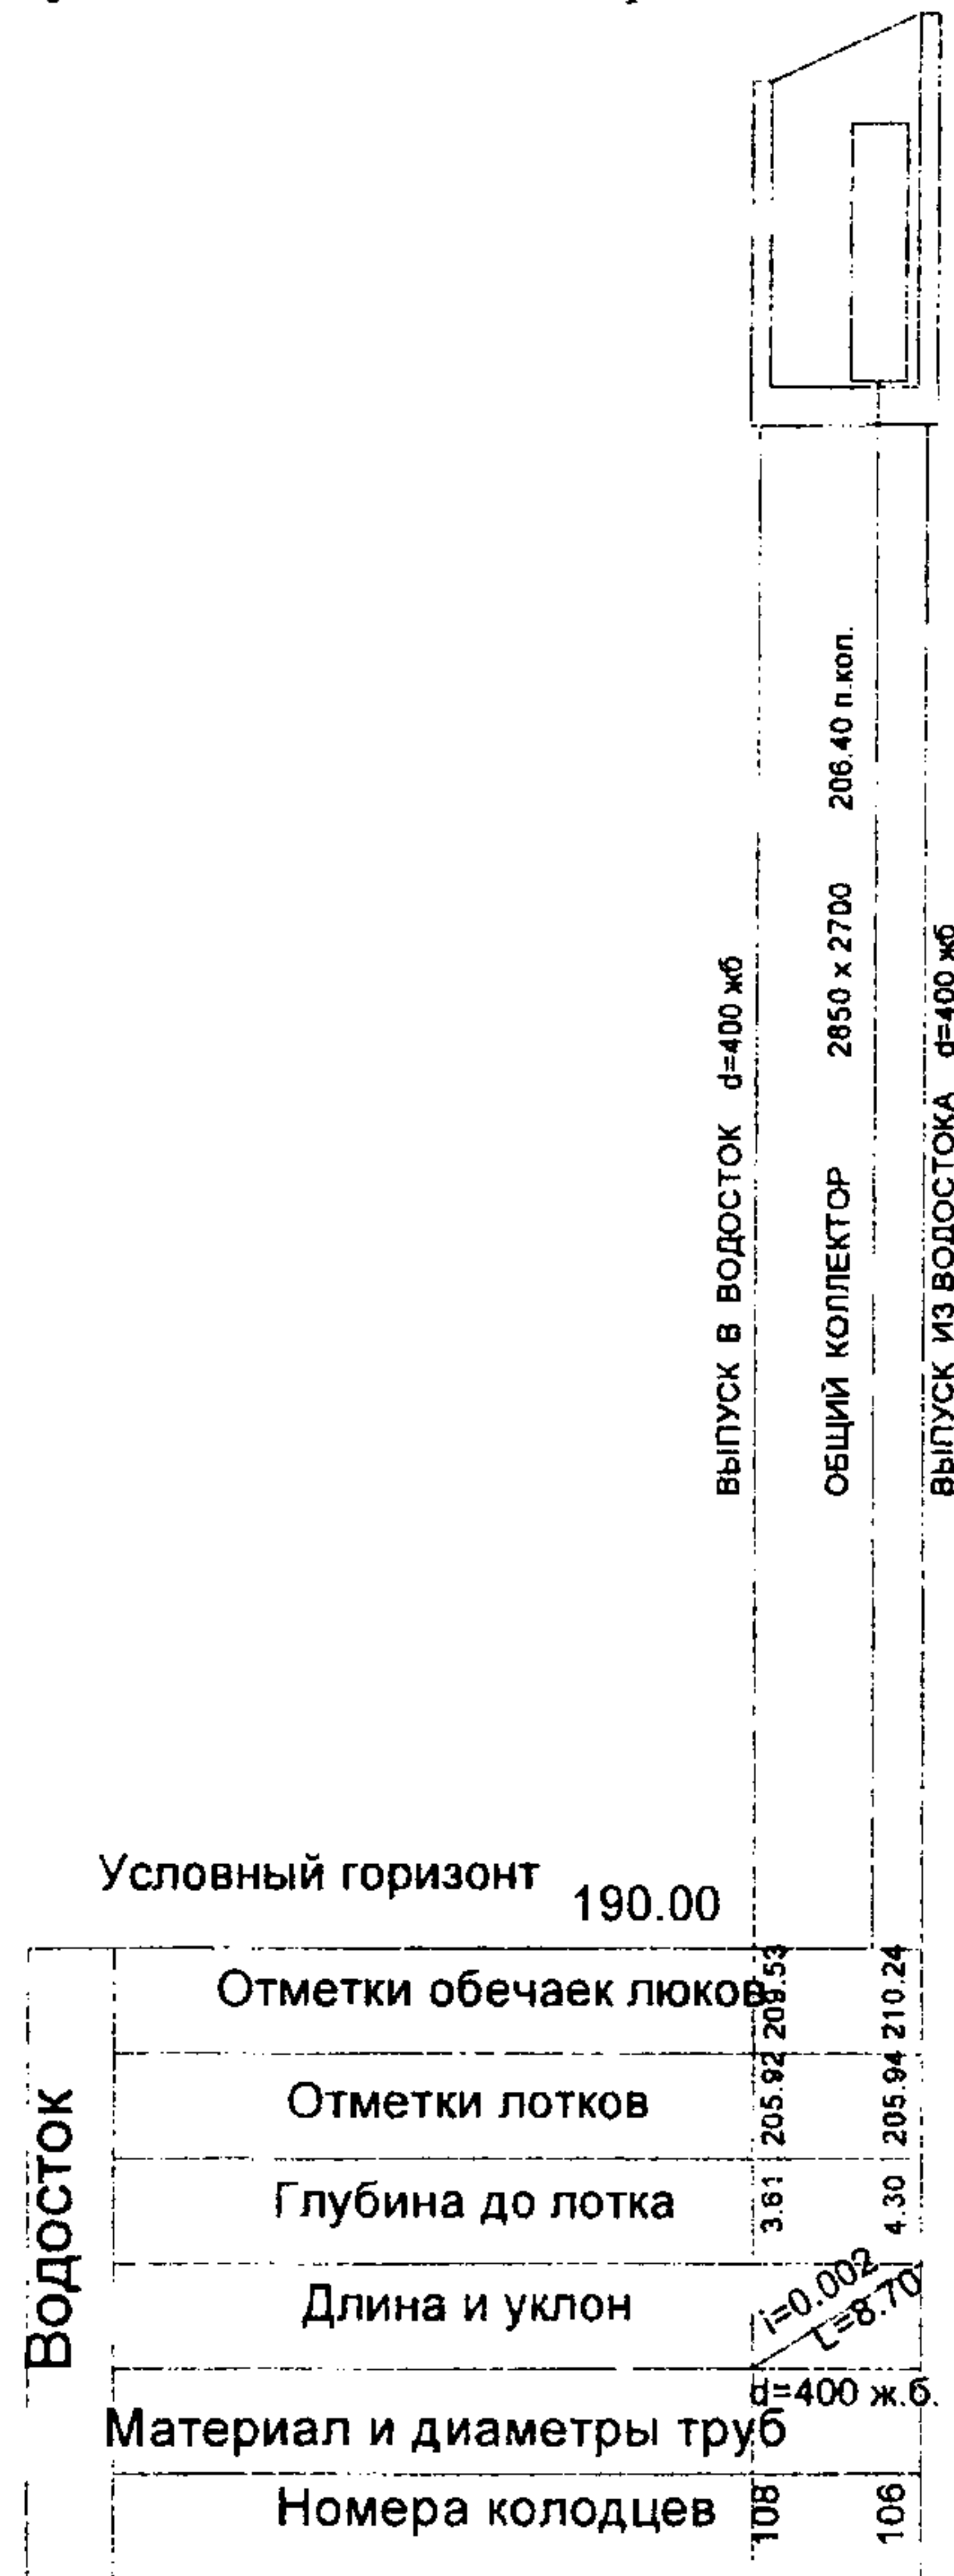 ВЫПУСК В ВОДОСТОК d=400 жб
ОБЩИЙ КОЛЛЕКТОР 2850 x 2700 206.40 п.кол.
ВЫПУСК ИЗ ВОДОСТОКА d=400 жб
Условный горизонт 190.00
Водосток
Отметки обечаек люков 209.53 210.24
Отметки лотков 205.92 205.94
Глубина до лотка 3.61 4.30
Длина и уклон i=0.002
L=8.70
Материал и диаметры труб d=400 ж.б.
Номера колодцев 108 106